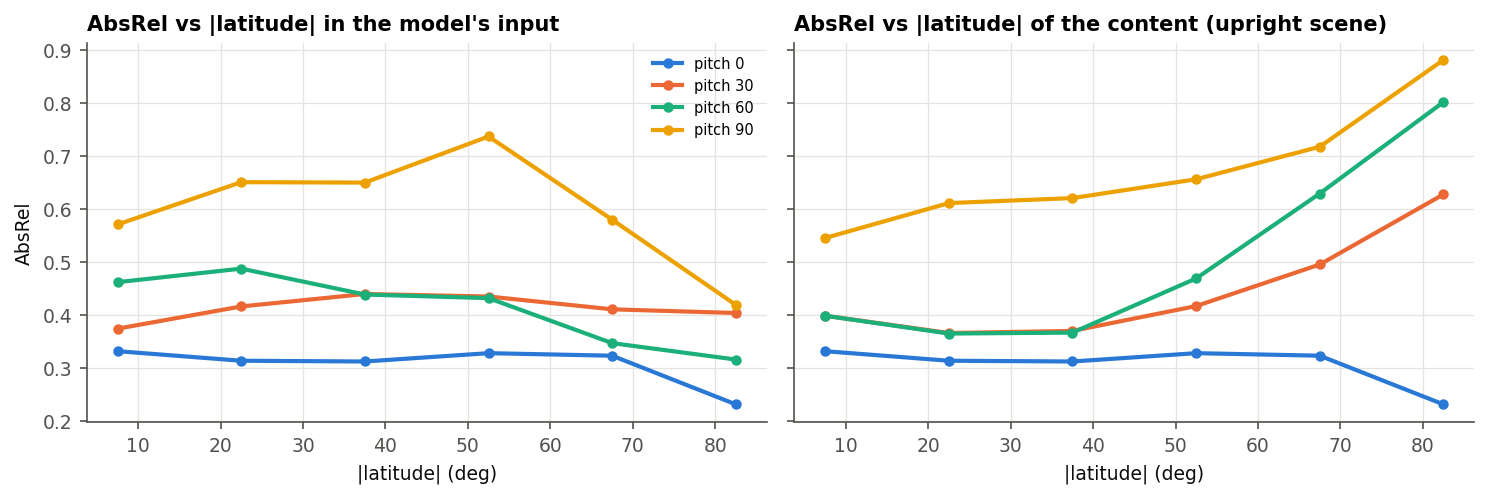 AbsRel vs |latitude| in the model's input
AbsRel vs |latitude| of the content (upright scene)
pitch 0
pitch 30
pitch 60
pitch 90
AbsRel
0.9
0.8
0.7
0.6
0.5
0.4
0.3
0.2
10 20 30 40 50 60 70 80
10 20 30 40 50 60 70 80
|latitude| (deg)
|latitude| (deg)